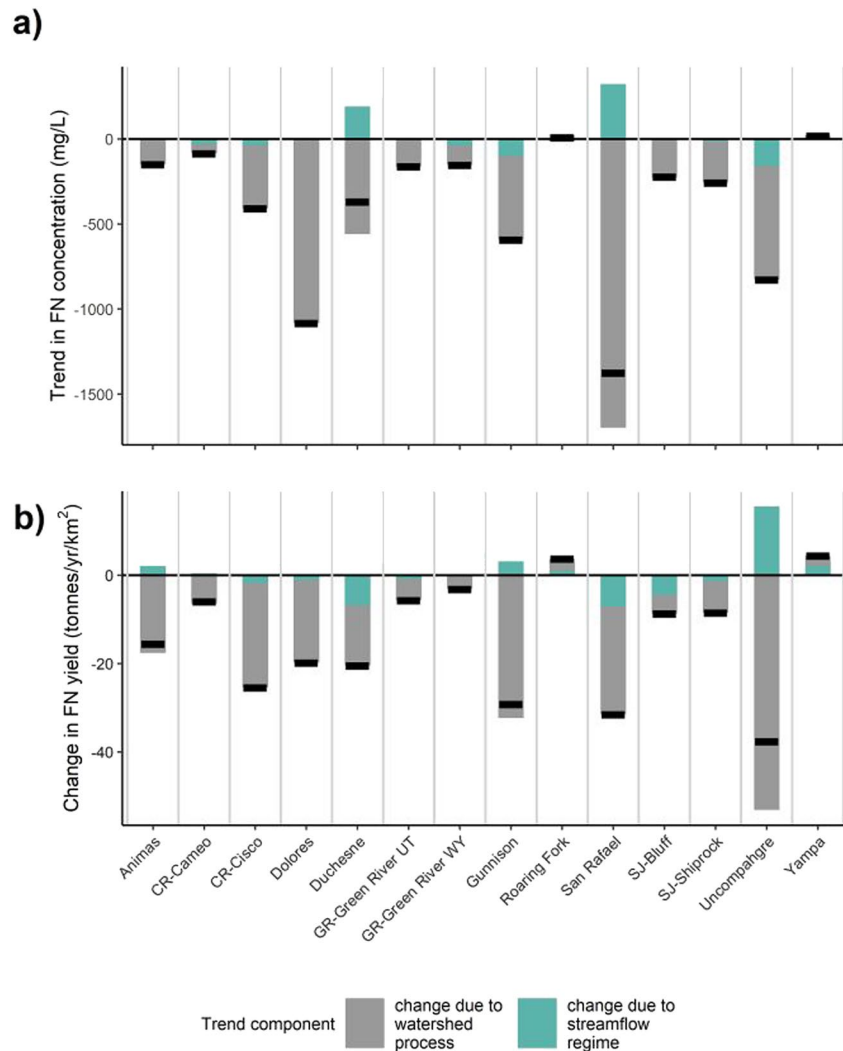 a)
Trend in FN concentration (mg/L)
0
-500
-1000
-1500
b)
Change in FN yield (tonnes/yr/km²)
0
-20
-40
Animas
CR-Cameo
CR-Cisco
Dolores
Duchesne
GR-Green River UT
GR-Green River WY
Gunnison
Roaring Fork
San Rafael
SJ-Bluff
SJ-Shiprock
Uncompahgre
Yampa
Trend component
change due to
watershed
process
change due to
streamflow
regime